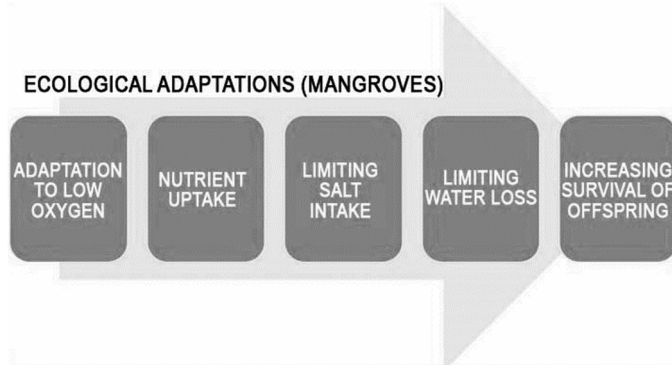 ECOLOGICAL ADAPTATIONS (MANGROVES)
ADAPTATION
TO LOW
OXYGEN
NUTRIENT
UPTAKE
LIMITING
SALT
INTAKE
LIMITING
WATER LOSS
INCREASING
SURVIVAL OF
OFFSPRING